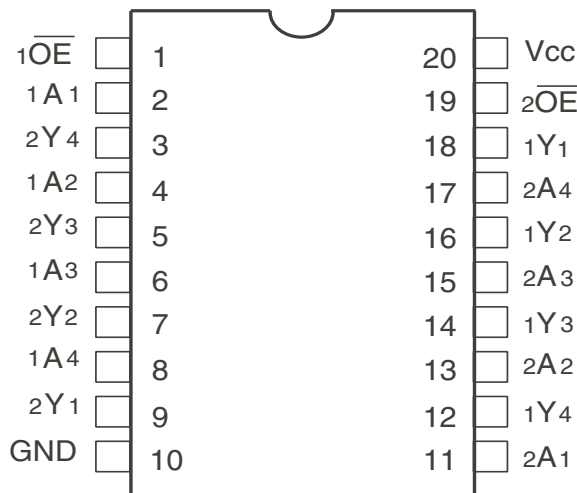 1OE 1 20 Vcc
1A1 2 19 2OE
2Y4 3 18 1Y1
1A2 4 17 2A4
2Y3 5 16 1Y2
1A3 6 15 2A3
2Y2 7 14 1Y3
1A4 8 13 2A2
2Y1 9 12 1Y4
GND 10 11 2A1